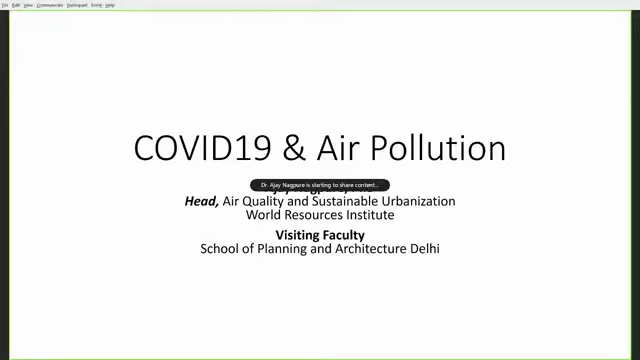 File Edit View Communicate Participant Event Help
COVID19 & Air Pollution
Dr. Ajay Nagpure is starting to share content...
Head, Air Quality and Sustainable Urbanization
World Resources Institute
Visiting Faculty
School of Planning and Architecture Delhi